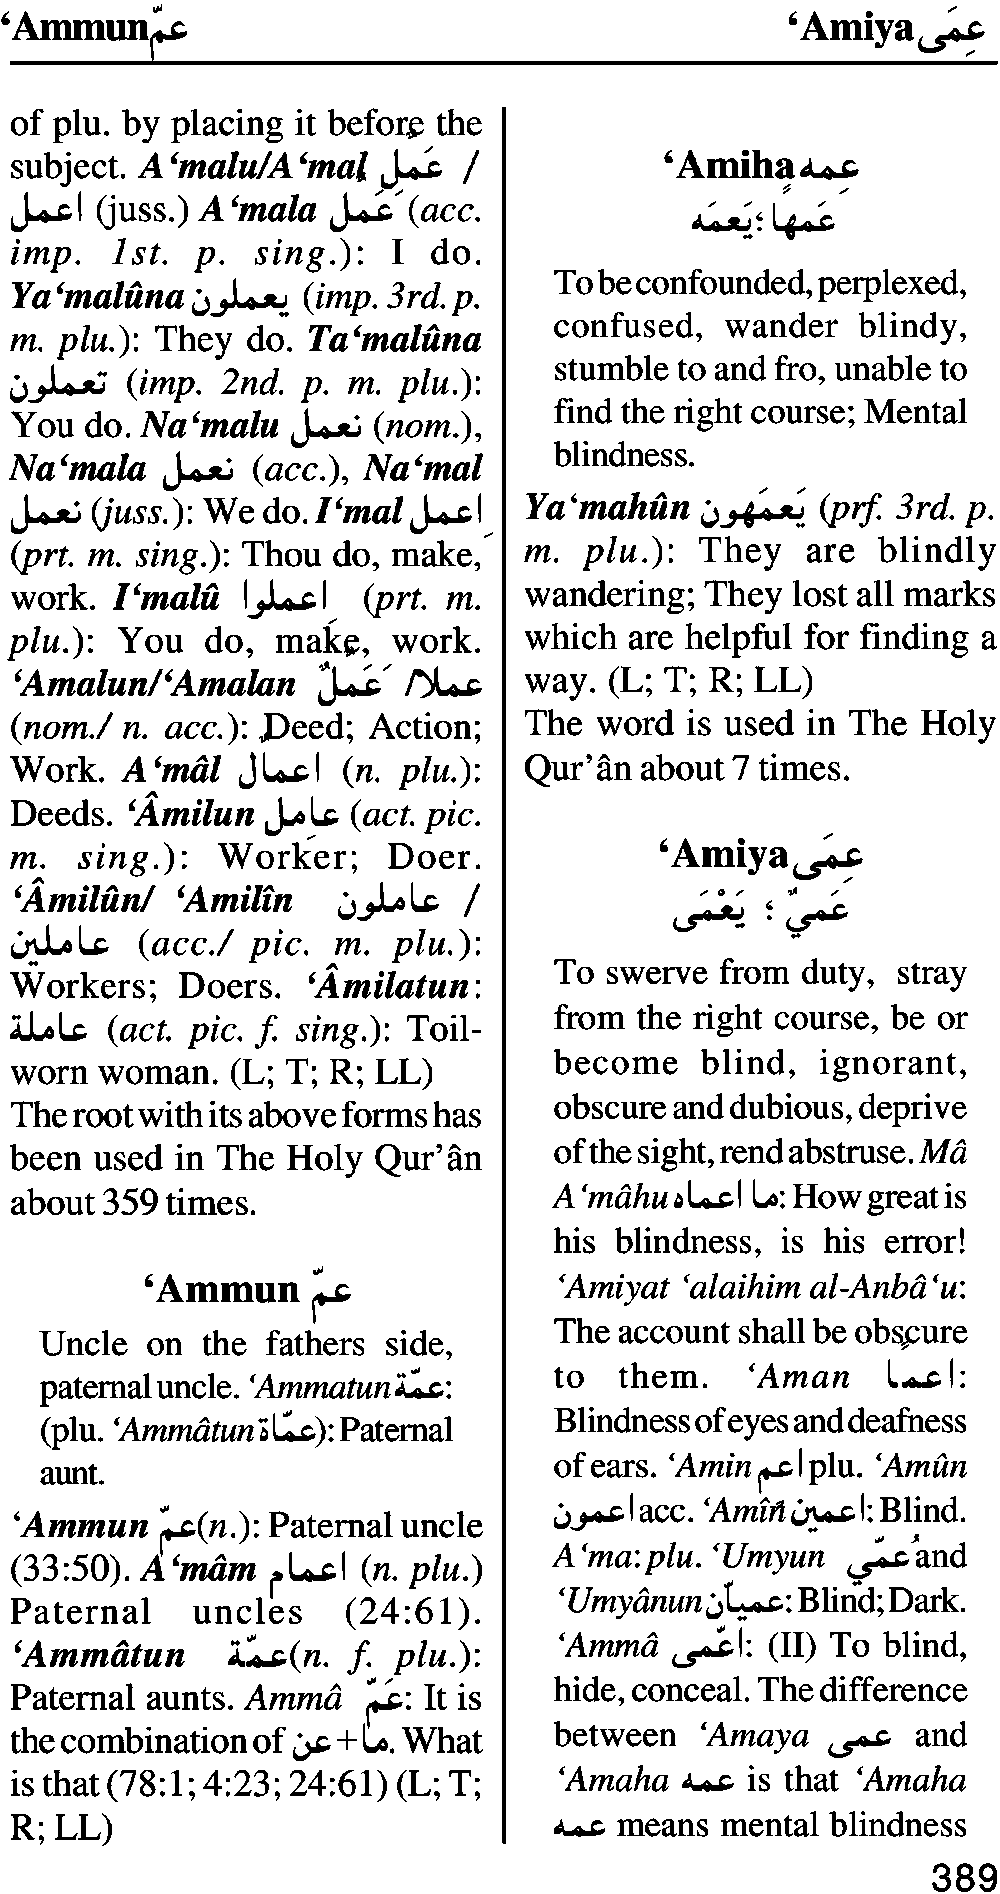 ‘Ammun عمّ
‘Amiya عِمَى
of plu. by placing it before the
subject. A‘malu/A‘mal عَمِل /
اعمل (juss.) A‘mala عَمل (acc.
imp. 1st. p. sing.): I do.
Ya‘malûna يعملون (imp. 3rd. p.
m. plu.): They do. Ta‘malûna
تعملون (imp. 2nd. p. m. plu.):
You do. Na‘malu نعمل (nom.),
Na‘mala نعمل (acc.), Na‘mal
نعمل (juss.): We do. I‘mal اعمل
(prt. m. sing.): Thou do, make,
work. I‘malû اعملوا (prt. m.
plu.): You do, make, work.
‘Amalun/‘Amalan عَمَلٌ /عملا
(nom./ n. acc.): Deed; Action;
Work. A‘mâl اعمال (n. plu.):
Deeds. ‘Âmilun عامل (act. pic.
m. sing.): Worker; Doer.
‘Âmilûn/ ‘Amilîn عاملون /
عاملين (acc./ pic. m. plu.):
Workers; Doers. ‘Âmilatun:
عاملة (act. pic. f. sing.): Toil-
worn woman. (L; T; R; LL)
The root with its above forms has
been used in The Holy Qur’ân
about 359 times.
‘Ammun عمّ
Uncle on the fathers side,
paternal uncle. ‘Ammatun عمّة:
(plu. ‘Ammâtun عمّاة): Paternal
aunt.
‘Ammun عمّ (n.): Paternal uncle
(33:50). A‘mâm اعمام (n. plu.)
Paternal uncles (24:61).
‘Ammâtun عمّة (n. f. plu.):
Paternal aunts. Ammâ عَمّ: It is
the combination of عن + ما. What
is that (78:1; 4:23; 24:61) (L; T;
R; LL)
‘Amiha عمِه
عَمهاً ؛ يَعمَه
To be confounded, perplexed,
confused, wander blindy,
stumble to and fro, unable to
find the right course; Mental
blindness.
Ya‘mahûn يَعمَهون (prf. 3rd. p.
m. plu.): They are blindly
wandering; They lost all marks
which are helpful for finding a
way. (L; T; R; LL)
The word is used in The Holy
Qur’ân about 7 times.
‘Amiya عِمَى
عَميٌ ؛ يَعْمَى
To swerve from duty, stray
from the right course, be or
become blind, ignorant,
obscure and dubious, deprive
of the sight, rend abstruse. Mâ
A‘mâhu ما اعماه: How great is
his blindness, is his error!
‘Amiyat ‘alaihim al-Anbâ‘u:
The account shall be obscure
to them. ‘Aman اعماً:
Blindness of eyes and deafness
of ears. ‘Amin اعم plu. ‘Amûn
اعمون acc. ‘Amîn اعمين: Blind.
A‘ma: plu. ‘Umyun عمّي and
‘Umyânun عميآن: Blind; Dark.
‘Ammâ اعّمى: (II) To blind,
hide, conceal. The difference
between ‘Amaya عمى and
‘Amaha عمه is that ‘Amaha
عمه means mental blindness
389